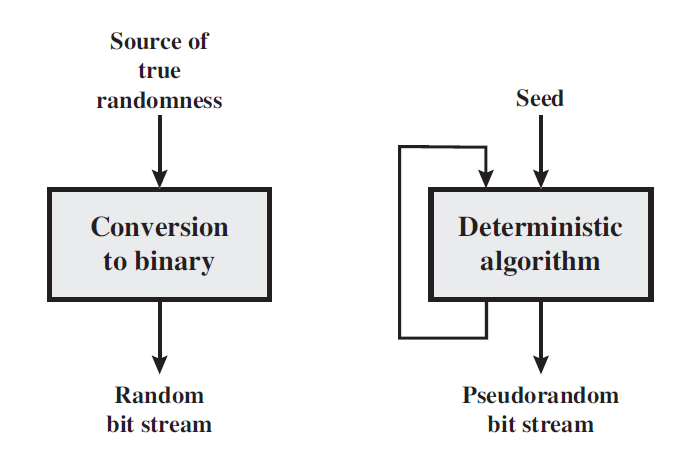 Source of
true
randomness
Conversion
to binary
Random
bit stream
Seed
Deterministic
algorithm
Pseudorandom
bit stream